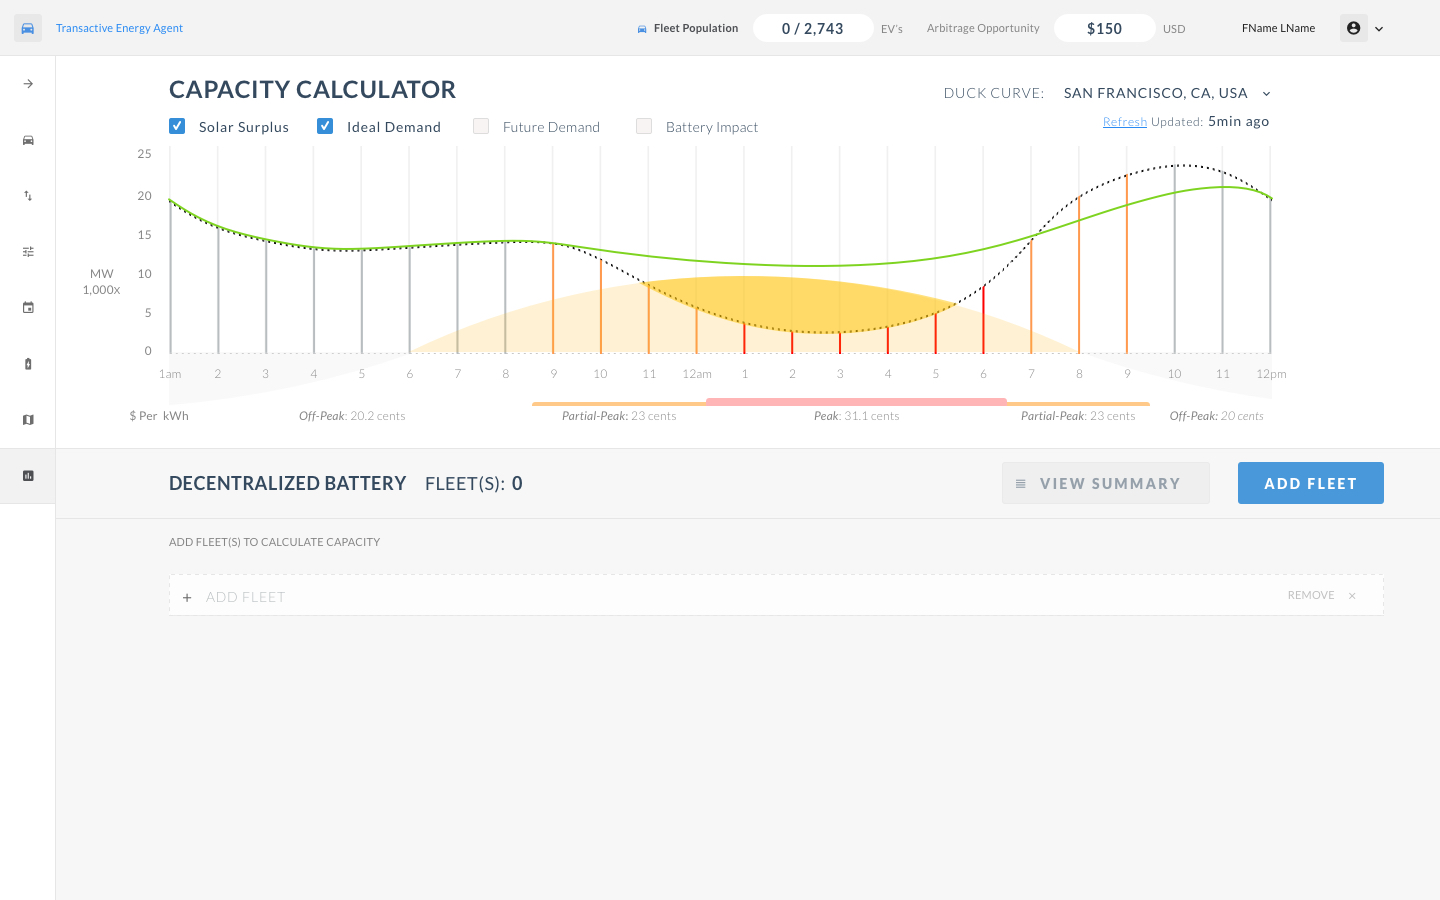 Transactive Energy Agent
Fleet Population 0 / 2,743 EV's Arbitrage Opportunity $150 USD FName LName
CAPACITY CALCULATOR
DUCK CURVE: SAN FRANCISCO, CA, USA
Solar Surplus Ideal Demand Future Demand Battery Impact
Refresh Updated: 5min ago
25
20
15
10
5
0
MW
1,000x
1am 2 3 4 5 6 7 8 9 10 11 12am 1 2 3 4 5 6 7 8 9 10 11 12pm
$ Per kWh Off-Peak: 20.2 cents Partial-Peak: 23 cents Peak: 31.1 cents Partial-Peak: 23 cents Off-Peak: 20 cents
DECENTRALIZED BATTERY FLEET(S): 0
VIEW SUMMARY
ADD FLEET
ADD FLEET(S) TO CALCULATE CAPACITY
+ ADD FLEET
REMOVE ×